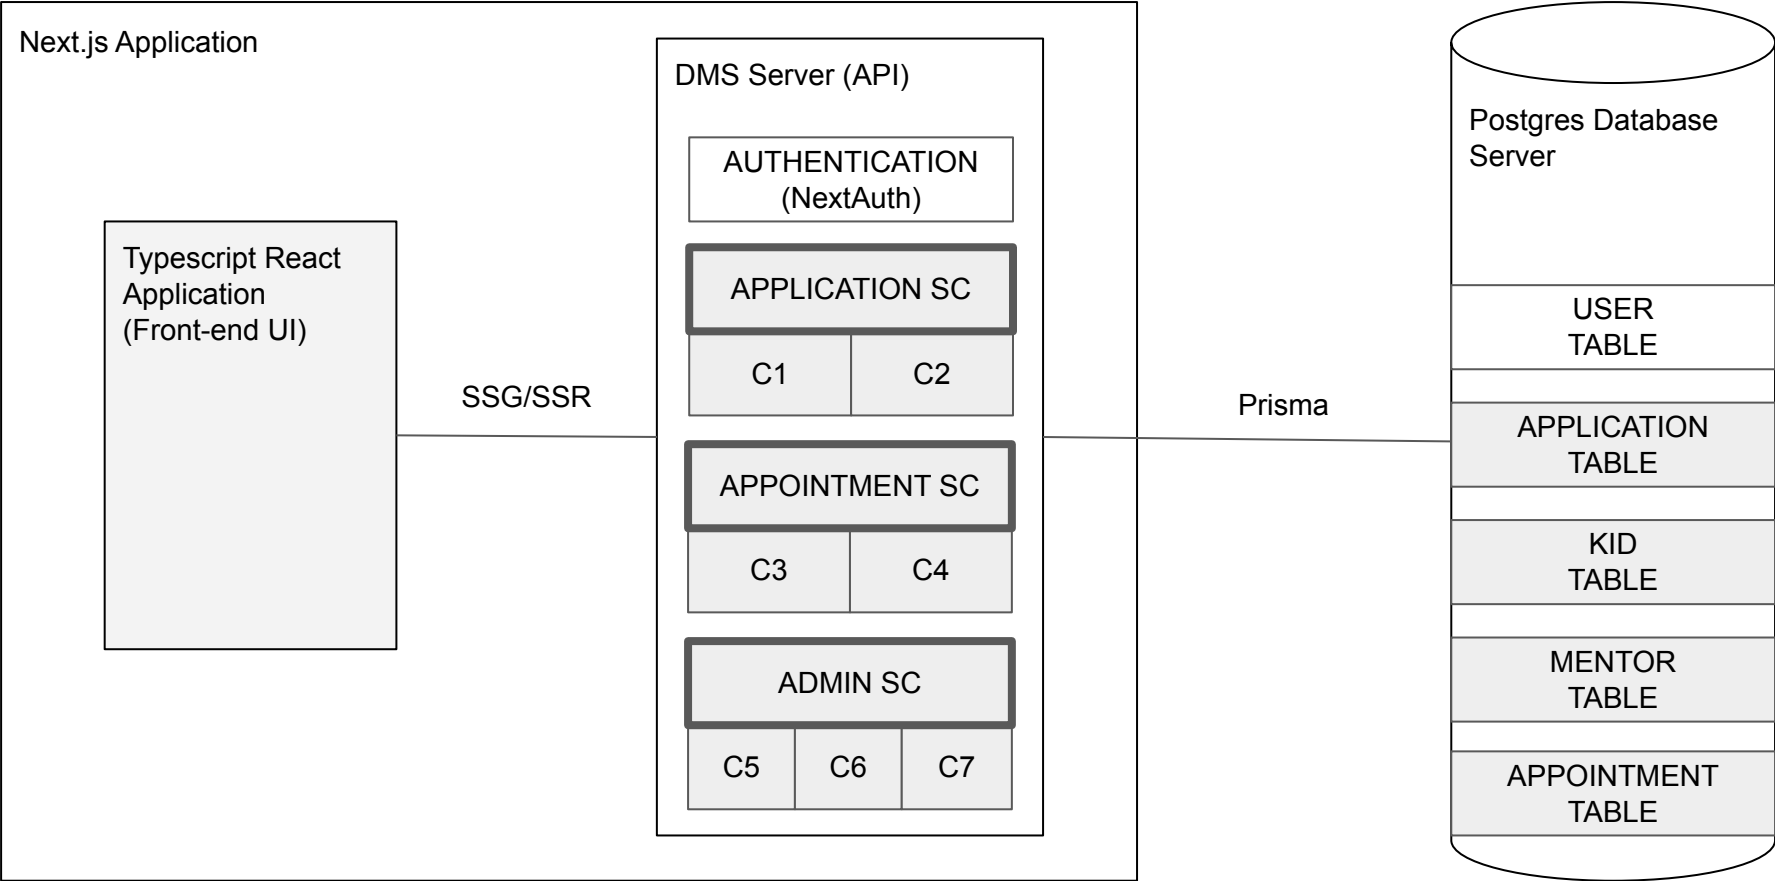 Next.js Application
DMS Server (API)
AUTHENTICATION
(NextAuth)
Typescript React
Application
(Front-end UI)
APPLICATION SC
C1
C2
SSG/SSR
APPOINTMENT SC
C3
C4
ADMIN SC
C5
C6
C7
Prisma
Postgres Database
Server
USER
TABLE
APPLICATION
TABLE
KID
TABLE
MENTOR
TABLE
APPOINTMENT
TABLE